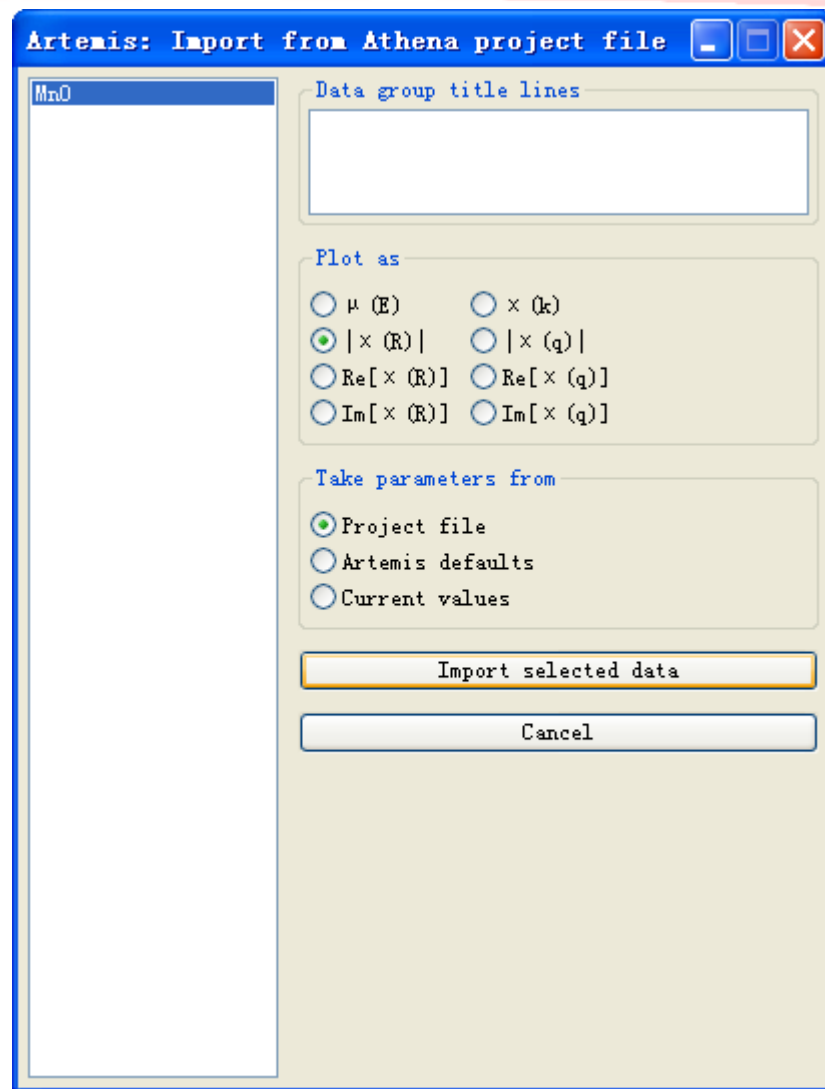 Artemis: Import from Athena project file
MnO
Data group title lines
Plot as
μ (E) χ (k)
|χ (R)| |χ (q)|
Re[χ (R)] Re[χ (q)]
Im[χ (R)] Im[χ (q)]
Take parameters from
Project file
Artemis defaults
Current values
Import selected data
Cancel